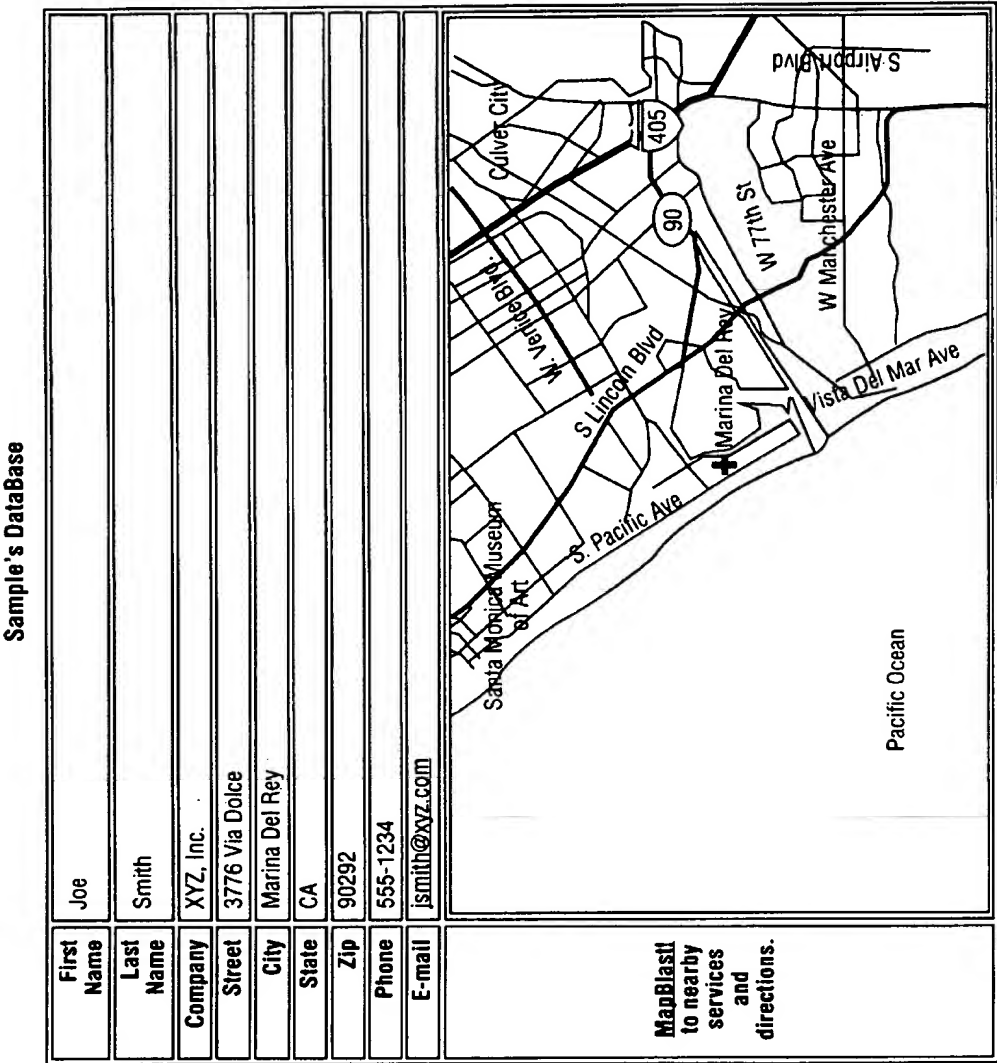 Sample's DataBase
First Name
Joe
Last Name
Smith
Company
XYZ, Inc.
Street
3776 Via Dolce
City
Marina Del Rey
State
CA
Zip
90292
Phone
555-1234
E-mail
jsmith@xyz.com
MapBlast!
to nearby
services
and
directions.
Santa Monica Museum
of Art
W. Venice Blvd.
Culver City
S Lincoln Blvd
S. Pacific Ave
405
90
Marina Del Rey
W 77th St
S Airport Blvd
W Manchester Ave
Vista Del Mar Ave
Pacific Ocean